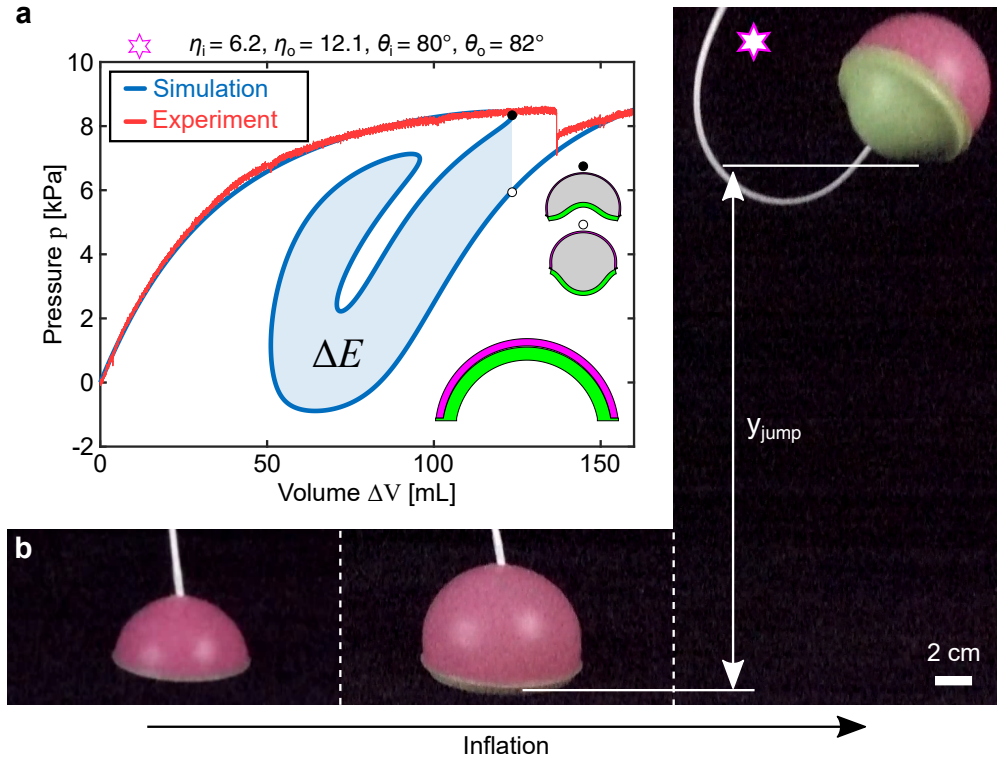 a
ηi = 6.2, ηo = 12.1, θi = 80°, θo = 82°
Simulation
Experiment
Pressure p [kPa]
10
8
6
4
2
0
-2
ΔE
0
50
100
150
Volume ΔV [mL]
yjump
b
2 cm
Inflation